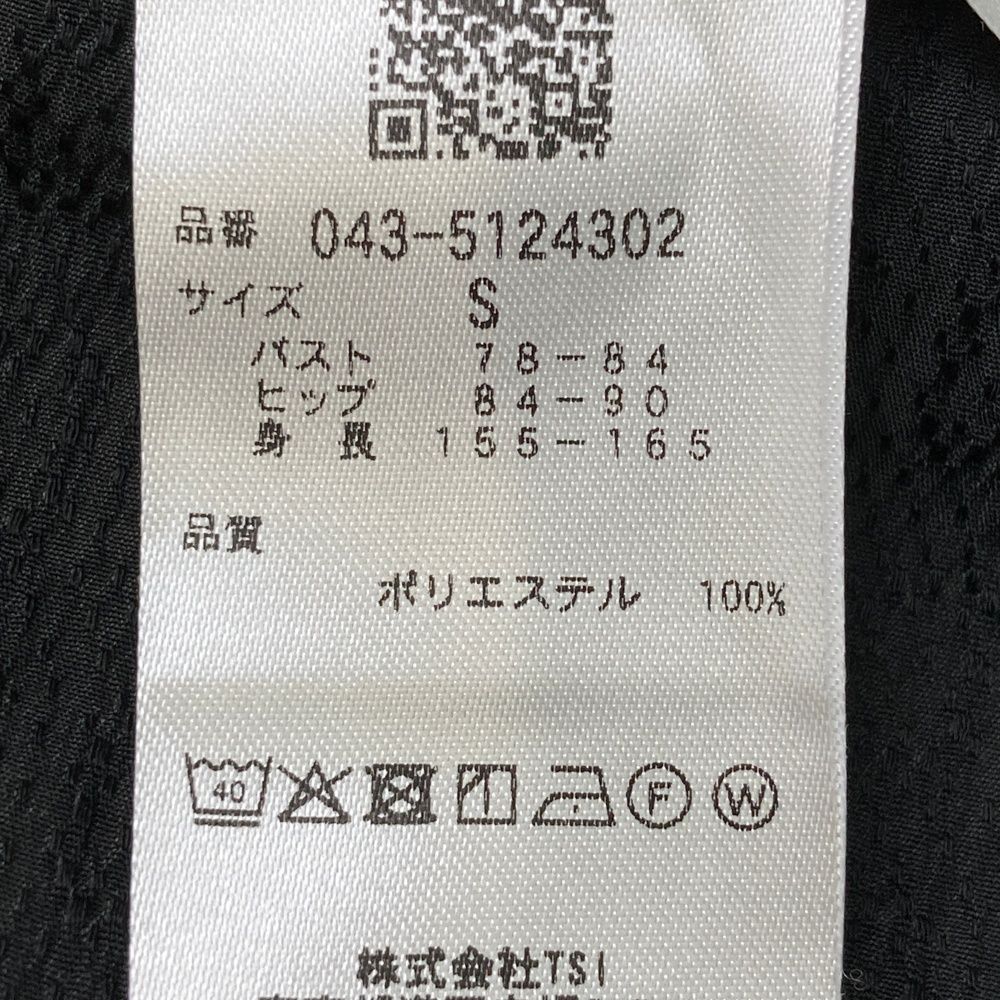 品番 043-5124302
サイズ S
バスト 78-84
ヒップ 84-90
身長 155-165
品質
ポリエステル 100%
40 F W
株式会社TSI